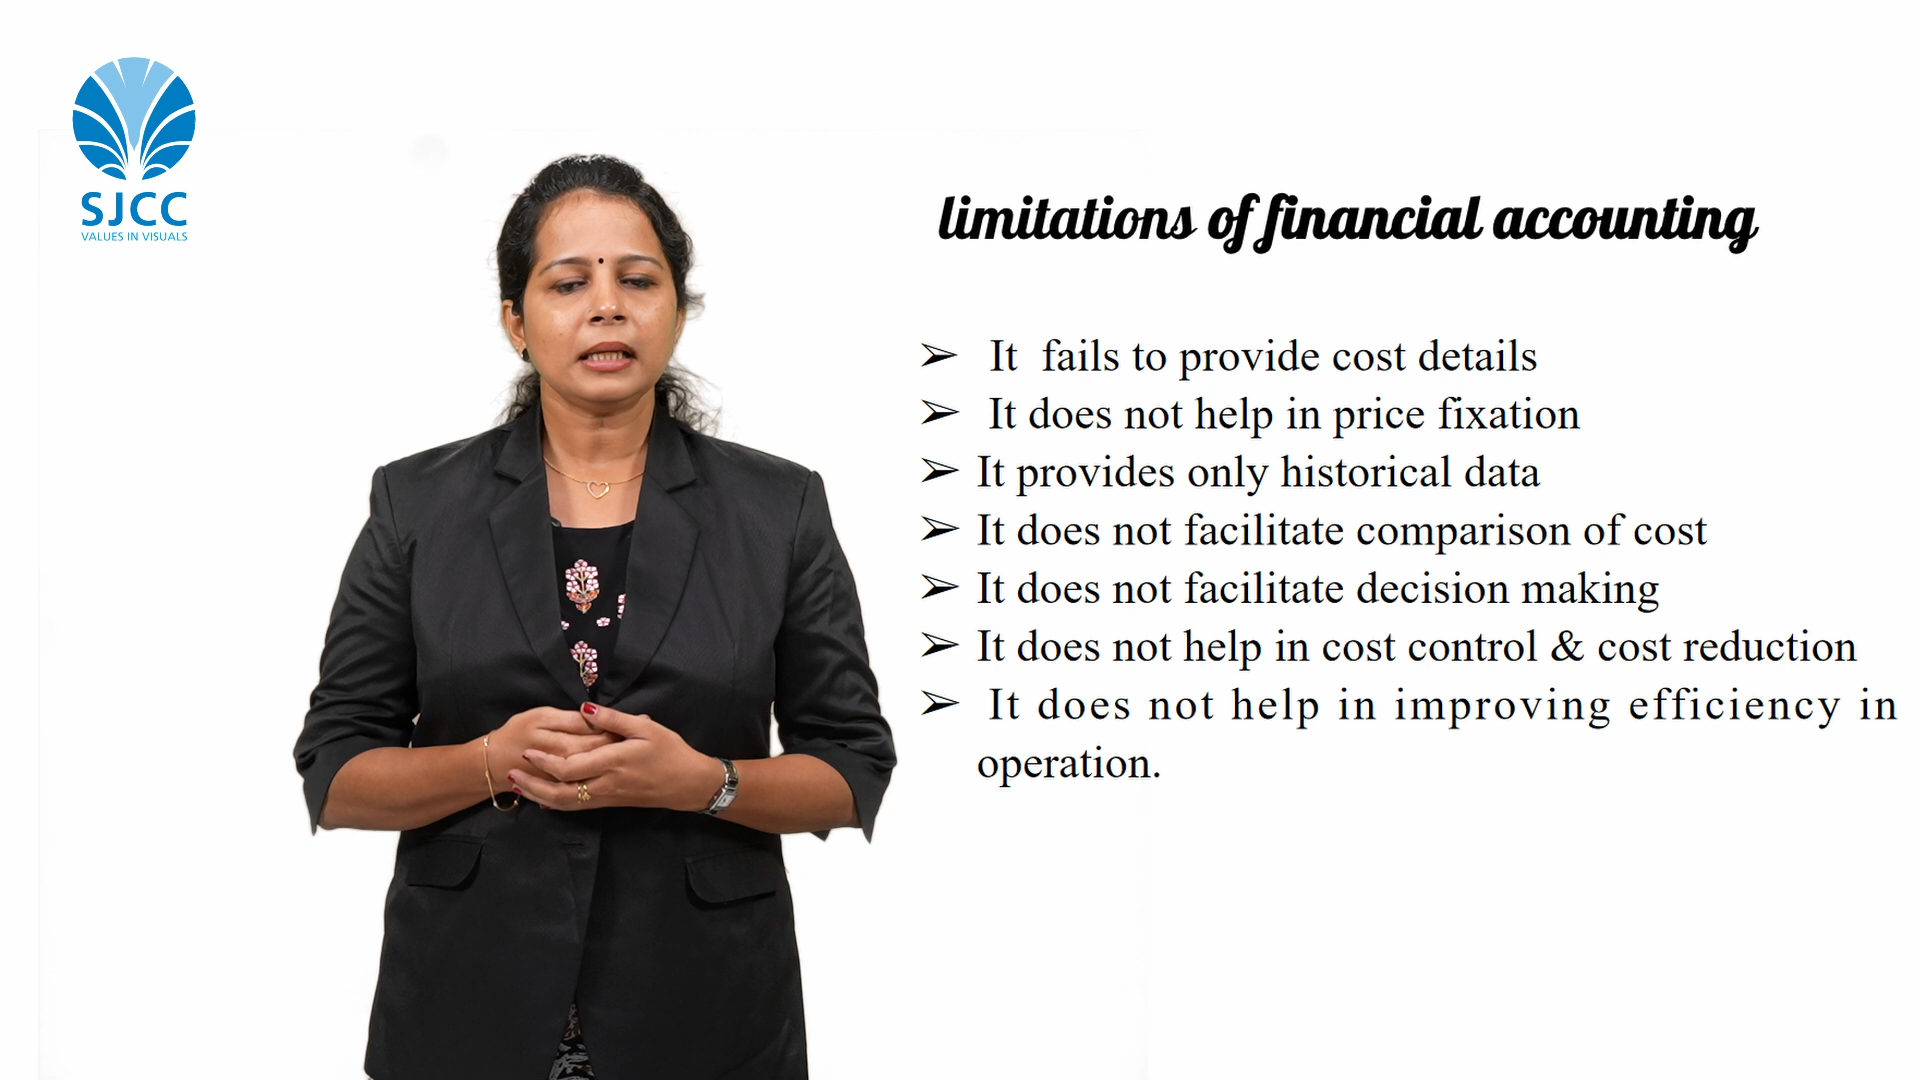 SJCC
VALUES IN VISUALS
limitations of financial accounting
➢ It fails to provide cost details
➢ It does not help in price fixation
➢ It provides only historical data
➢ It does not facilitate comparison of cost
➢ It does not facilitate decision making
➢ It does not help in cost control & cost reduction
➢ It does not help in improving efficiency in
operation.